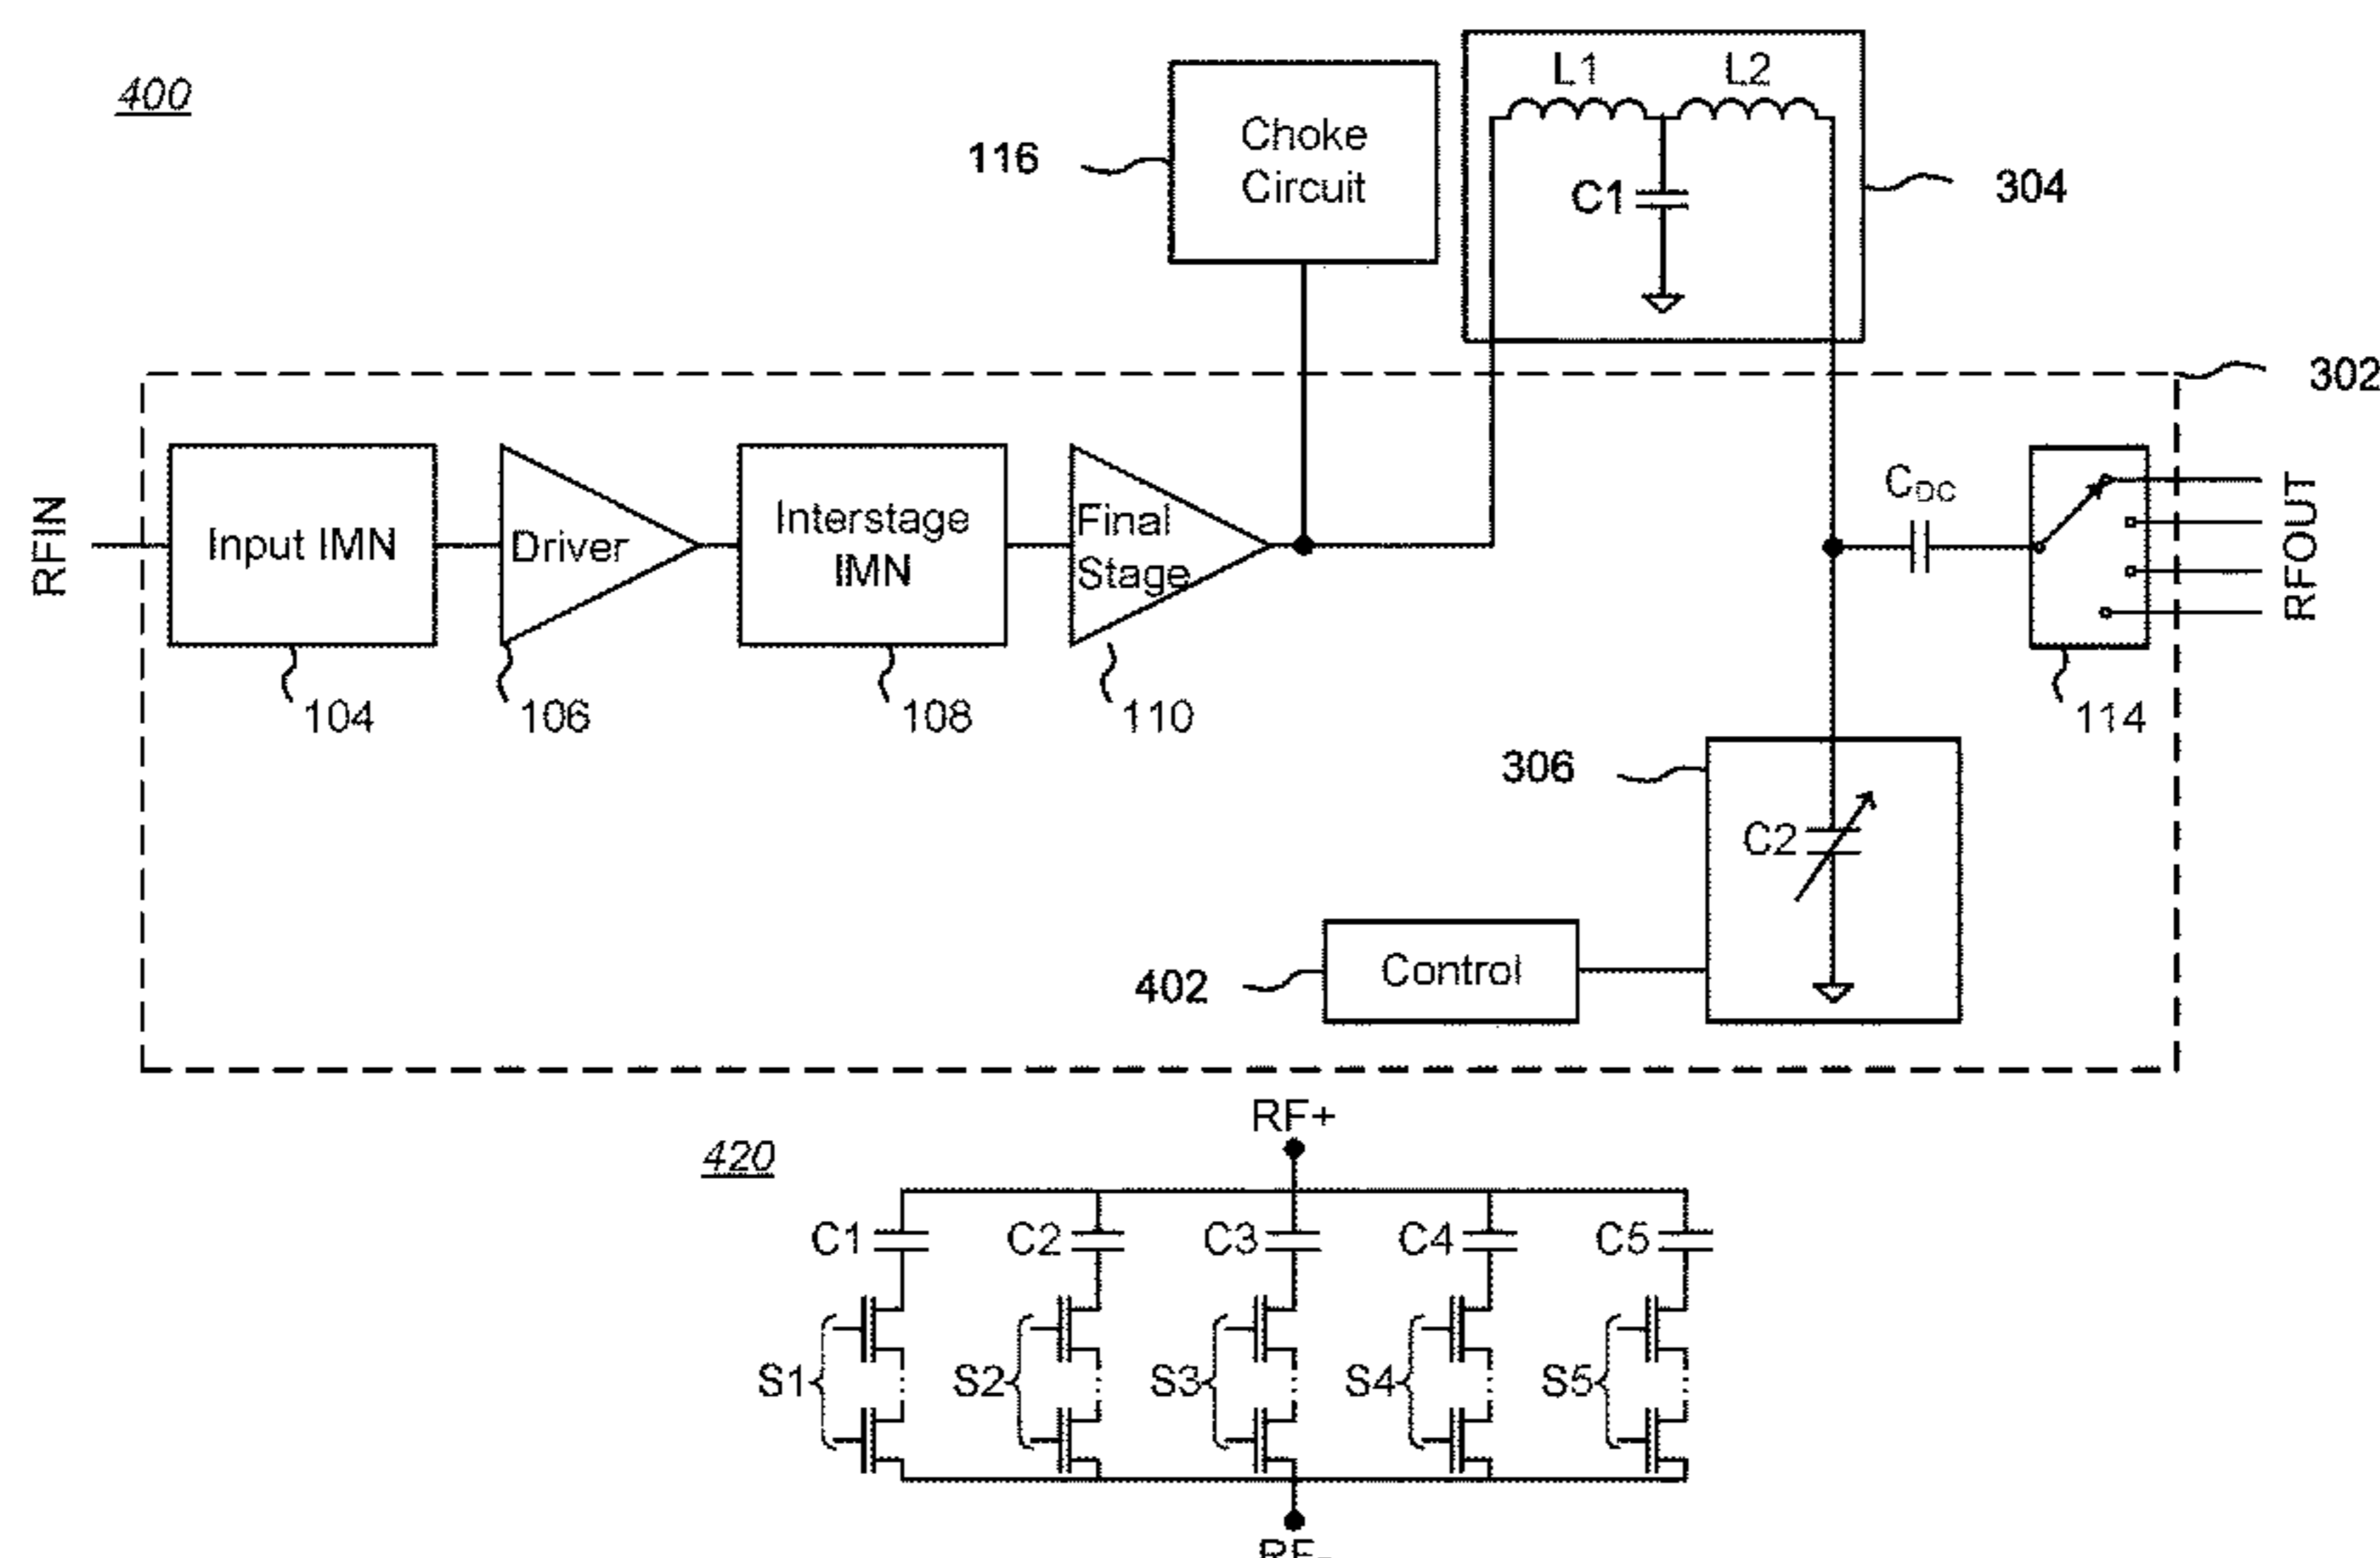 400
Choke
Circuit
116
L1
L2
C1
304
302
RFIN
Input IMN
104
Driver
106
Interstage
IMN
108
Final
Stage
110
CDC
114
RFOUT
306
C2
402
Control
420
RF+
C1
C2
C3
C4
C5
S1
S2
S3
S4
S5
RF-